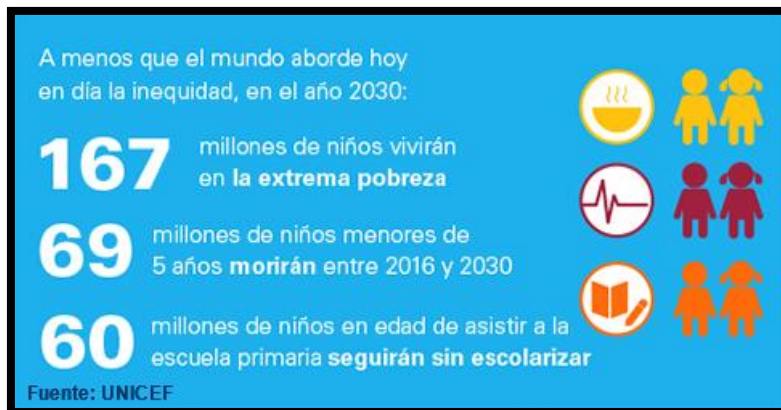 A menos que el mundo aborde hoy
en día la inequidad, en el año 2030:
167
millones de niños vivirán
en la extrema pobreza
69
millones de niños menores de
5 años morirán entre 2016 y 2030
60
millones de niños en edad de asistir a la
escuela primaria seguirán sin escolarizar
Fuente: UNICEF